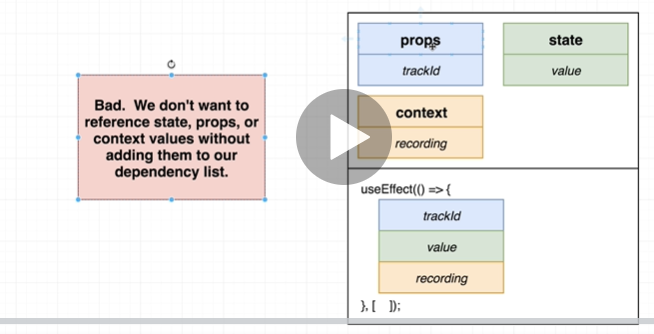 Bad. We don't want to
reference state, props, or
context values without
adding them to our
dependency list.
props
trackId
state
value
context
recording
useEffect(() => {
trackId
value
recording
}, [ ]);